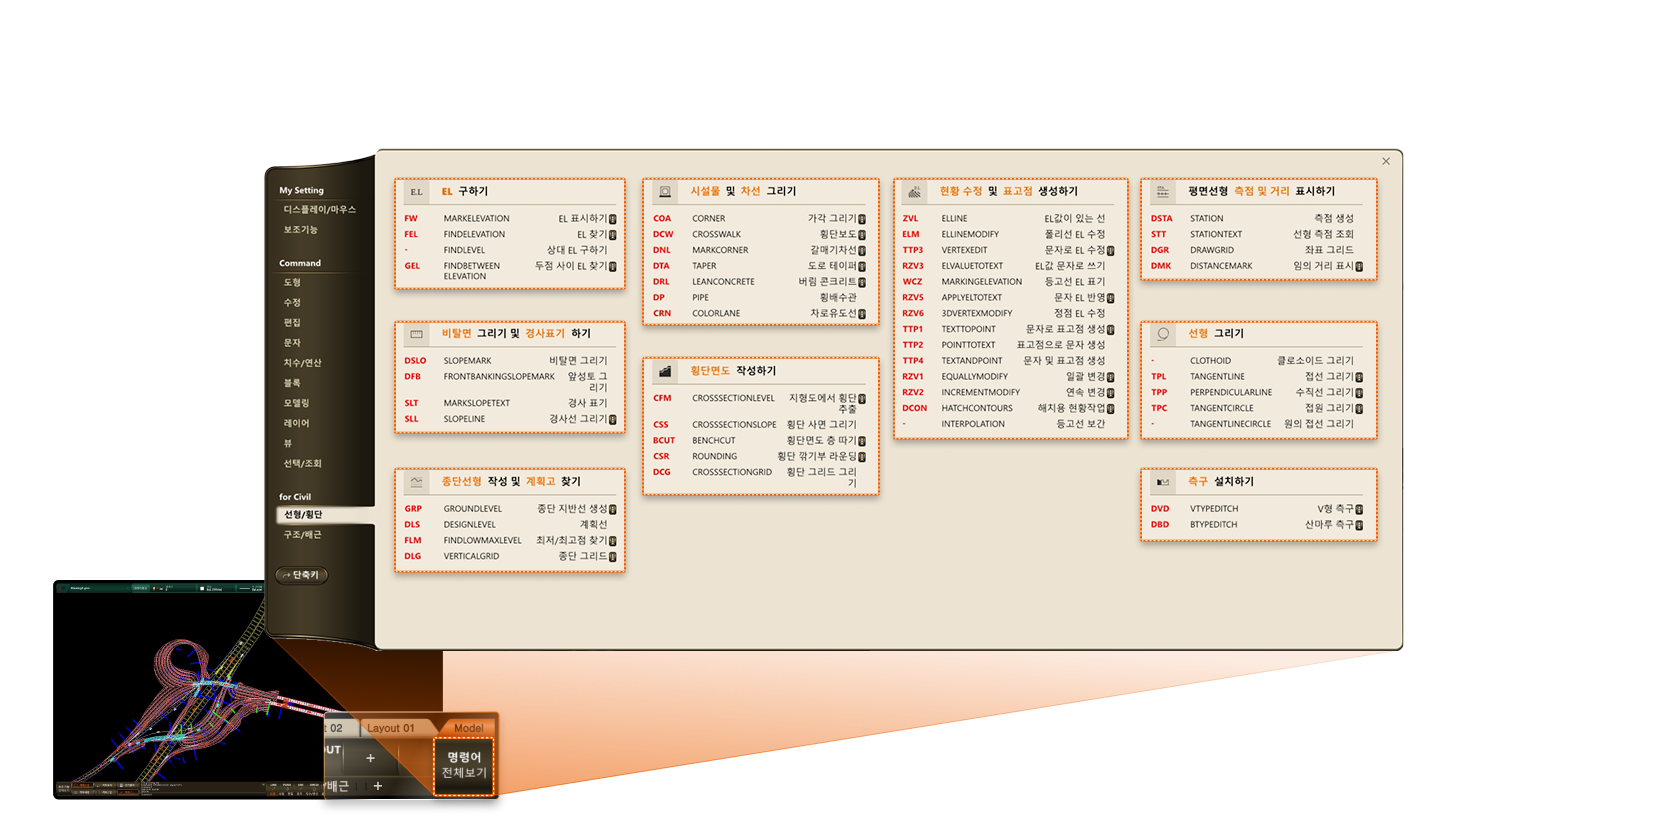 ×
My Setting
디스플레이/마우스
보조기능
Command
도형
수정
편집
문자
치수/연산
블록
모델링
레이어
뷰
선택/조회
for Civil
선형/횡단
구조/배근
단축키
E.L EL 구하기
FW MARKELEVATION EL 표시하기
FEL FINDELEVATION EL 찾기
- FINDLEVEL 상대 EL 구하기
GEL FINDBETWEEN 두점 사이 EL 찾기
ELEVATION
비탈면 그리기 및 경사표기 하기
DSLO SLOPEMARK 비탈면 그리기
DFB FRONTBANKINGSLOPEMARK 앞성토 그
리기
SLT MARKSLOPETEXT 경사 표기
SLL SLOPELINE 경사선 그리기
종단선형 작성 및 계획고 찾기
GRP GROUNDLEVEL 종단 지반선 생성
DLS DESIGNLEVEL 계획선
FLM FINDLOWMAXLEVEL 최저/최고점 찾기
DLG VERTICALGRID 종단 그리드
시설물 및 차선 그리기
COA CORNER 가각 그리기
DCW CROSSWALK 횡단보도
DNL MARKCORNER 갈매기차선
DTA TAPER 도로 테이퍼
DRL LEANCONCRETE 버림 콘크리트
DP PIPE 횡배수관
CRN COLORLANE 차로유도선
횡단면도 작성하기
CFM CROSSSECTIONLEVEL 지형도에서 횡단
추출
CSS CROSSSECTIONSLOPE 횡단 사면 그리기
BCUT BENCHCUT 횡단면도 층 따기
CSR ROUNDING 횡단 깎기부 라운딩
DCG CROSSSECTIONGRID 횡단 그리드 그리
기
현황 수정 및 표고점 생성하기
ZVL ELLINE EL값이 있는 선
ELM ELLINEMODIFY 폴리선 EL 수정
TTP3 VERTEXEDIT 문자로 EL 수정
RZV3 ELVALUETOTEXT EL값 문자로 쓰기
WCZ MARKINGELEVATION 등고선 EL 표기
RZV5 APPLYELTOTEXT 문자 EL 반영
RZV6 3DVERTEXMODIFY 정점 EL 수정
TTP1 TEXTTOPOINT 문자로 표고점 생성
TTP2 POINTTOTEXT 표고점으로 문자 생성
TTP4 TEXTANDPOINT 문자 및 표고점 생성
RZV1 EQUALLYMODIFY 일괄 변경
RZV2 INCREMENTMODIFY 연속 변경
DCON HATCHCONTOURS 해치용 현황작업
- INTERPOLATION 등고선 보간
평면선형 측점 및 거리 표시하기
DSTA STATION 측점 생성
STT STATIONTEXT 선형 측점 조회
DGR DRAWGRID 좌표 그리드
DMK DISTANCEMARK 임의 거리 표시
선형 그리기
- CLOTHOID 클로소이드 그리기
TPL TANGENTLINE 접선 그리기
TPP PERPENDICULARLINE 수직선 그리기
TPC TANGENTCIRCLE 접원 그리기
- TANGENTLINECIRCLE 원의 접선 그리기
측구 설치하기
DVD VTYPEDITCH V형 측구
DBD BTYPEDITCH 산마루 측구
t 02 Layout 01 Model
OUT + 명령어
전체보기
/배근 +